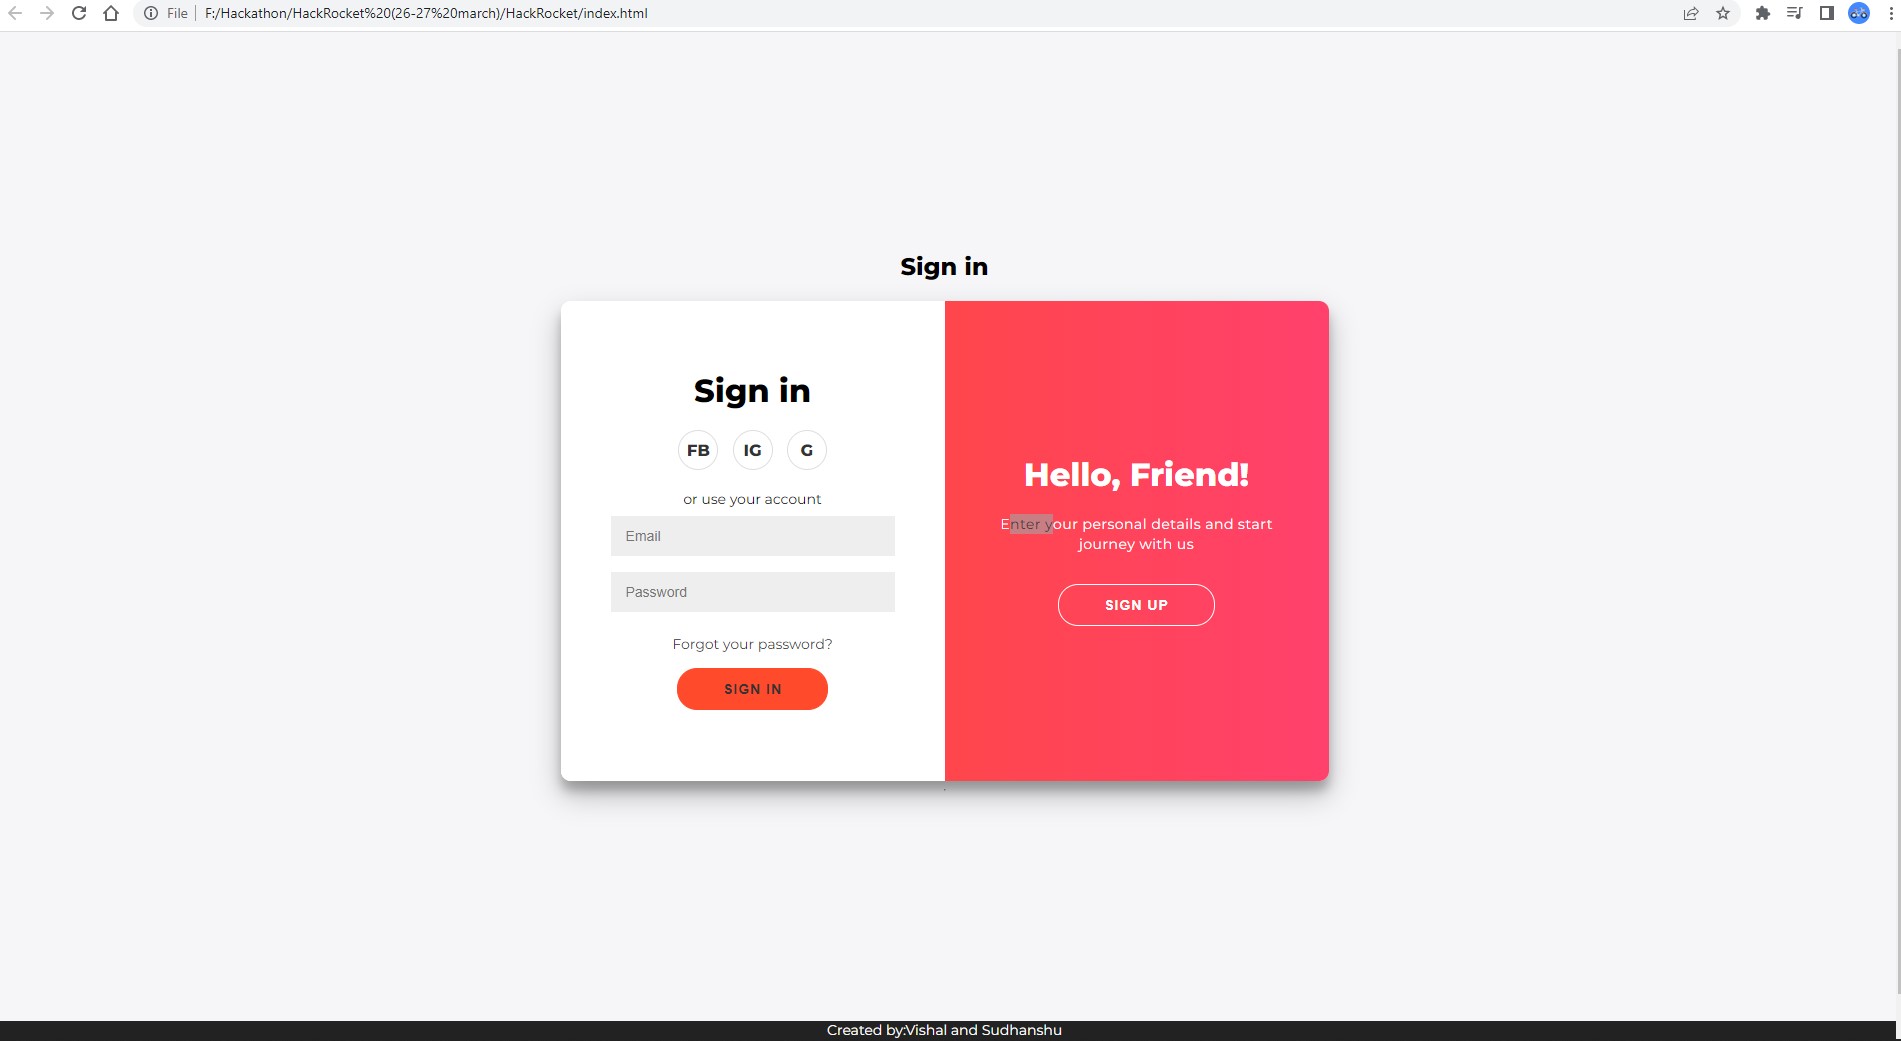 File F:/Hackathon/HackRocket%20(26-27%20march)/HackRocket/index.html
Sign in
Sign in
FB IG G
or use your account
Email
Password
Forgot your password?
SIGN IN
Hello, Friend!
Enter your personal details and start
journey with us
SIGN UP
Created by:Vishal and Sudhanshu